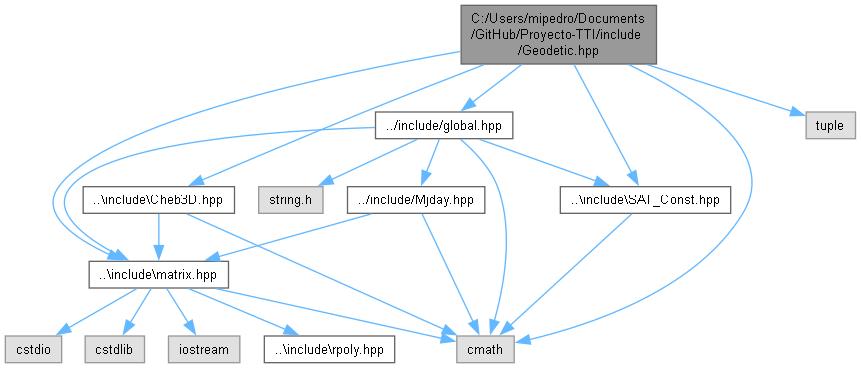 C:/Users/mipedro/Documents
/GitHub/Proyecto-TTI/include
/Geodetic.hpp
../include/global.hpp
tuple
..\include\Cheb3D.hpp
string.h
../include/Mjday.hpp
..\include\SAT_Const.hpp
..\include\matrix.hpp
cstdio
cstdlib
iostream
..\include\rpoly.hpp
cmath